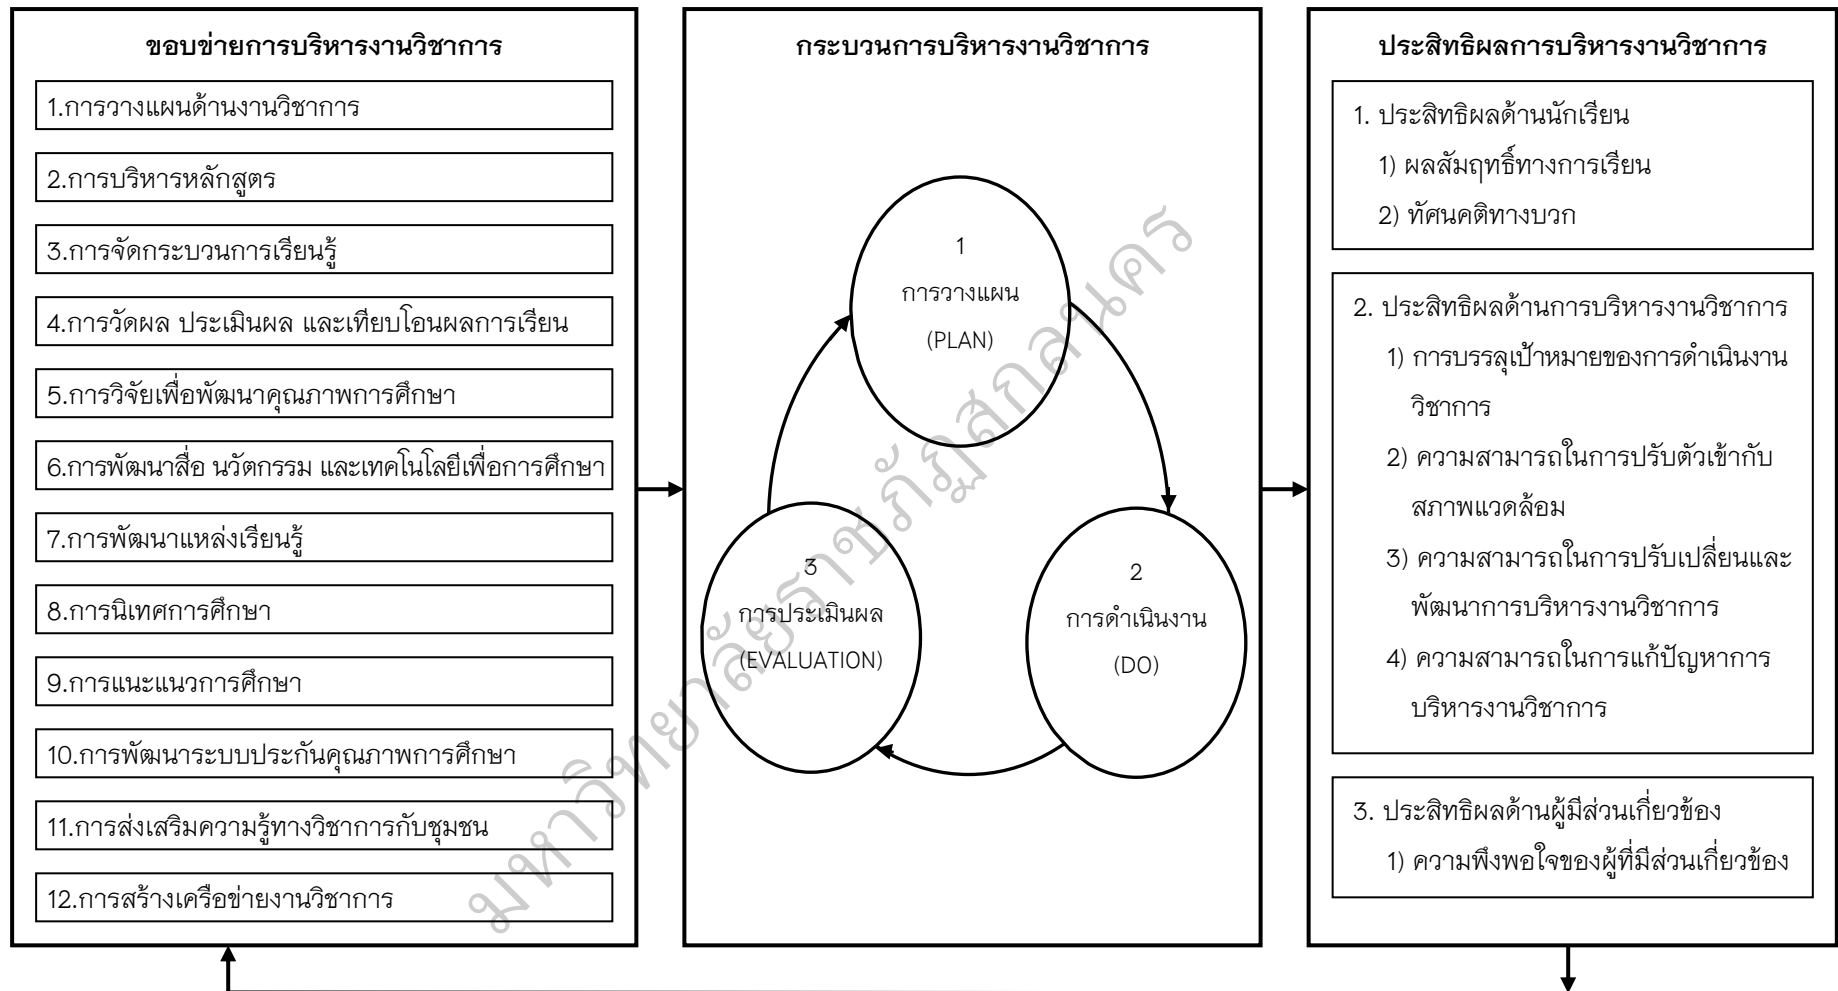 ขอบข่ายการบริหารงานวิชาการ
1.การวางแผนด้านงานวิชาการ
2.การบริหารหลักสูตร
3.การจัดกระบวนการเรียนรู้
4.การวัดผล ประเมินผล และเทียบโอนผลการเรียน
5.การวิจัยเพื่อพัฒนาคุณภาพการศึกษา
6.การพัฒนาสื่อ นวัตกรรม และเทคโนโลยีเพื่อการศึกษา
7.การพัฒนาแหล่งเรียนรู้
8.การนิเทศการศึกษา
9.การแนะแนวการศึกษา
10.การพัฒนาระบบประกันคุณภาพการศึกษา
11.การส่งเสริมความรู้ทางวิชาการกับชุมชน
12.การสร้างเครือข่ายงานวิชาการ
กระบวนการบริหารงานวิชาการ
1
การวางแผน
(PLAN)
2
การดำเนินงาน
(DO)
3
การประเมินผล
(EVALUATION)
ประสิทธิผลการบริหารงานวิชาการ
1. ประสิทธิผลด้านนักเรียน
1) ผลสัมฤทธิ์ทางการเรียน
2) ทัศนคติทางบวก
2. ประสิทธิผลด้านการบริหารงานวิชาการ
1) การบรรลุเป้าหมายของการดำเนินงาน
วิชาการ
2) ความสามารถในการปรับตัวเข้ากับ
สภาพแวดล้อม
3) ความสามารถในการปรับเปลี่ยนและ
พัฒนาการบริหารงานวิชาการ
4) ความสามารถในการแก้ปัญหาการ
บริหารงานวิชาการ
3. ประสิทธิผลด้านผู้มีส่วนเกี่ยวข้อง
1) ความพึงพอใจของผู้ที่มีส่วนเกี่ยวข้อง
มหาวิทยาลัยราชภัฏสกลนคร